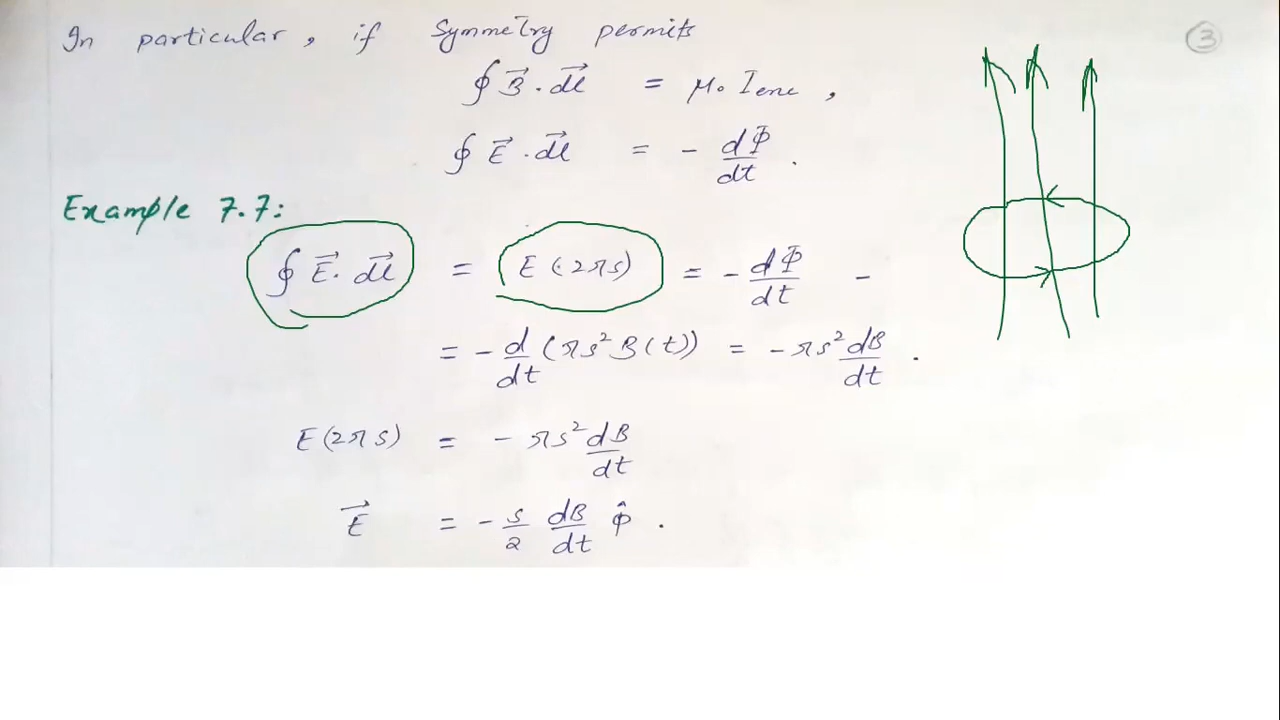 In particular, if Symmetry permits
③
∮ B⃗ . dl⃗ = μ₀ Ienc ,
∮ E⃗ . dl⃗ = - dΦ/dt .
Example 7.7:
∮ E⃗ . dl⃗ = E (2πs) = - dΦ/dt -
= - d/dt (πs² B(t)) = - πs² dB/dt .
E(2πs) = - πs² dB/dt
E⃗ = - s/2 dB/dt φ̂ .